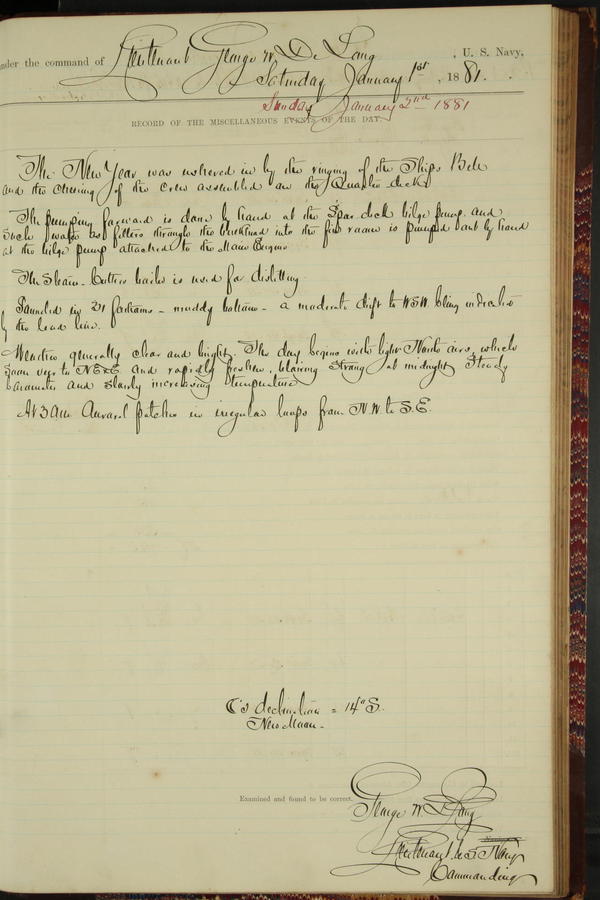 nder the command of Lieutenant George W. De Long , U. S. Navy,
Saturday January 1st , 1881.
Sunday January 2nd 1881
RECORD OF THE MISCELLANEOUS EVENTS OF THE DAY.
The New Year was ushered in by the ringing of the Ships Bell
and the cheering of the crew assembled on the Quarter deck.
The pumping forward is done by hand at the Spar deck bilge pump and
such water as filters through the bulkhead into the fire room is pumped out by hand
at the bilge pump attached to the Main Engine
The Steam-Cutters boiler is used for distilling
Sounded in 31 fathoms - muddy bottom - a moderate drift to WSW being indicated
by the lead line.
Weather generally clear and bright. The day begins with light North airs, which
soon veer to NExE and rapidly freshen, blowing strong at midnight. Steady
barometer and slowly increasing temperature
At 3 AM Auroral patches in irregular loops from N.W. to S.E.
☾'s declination = 14° S.
New Moon -
Examined and found to be correct.
George W. De Long
Lieutenant U.S. Navy
Commanding